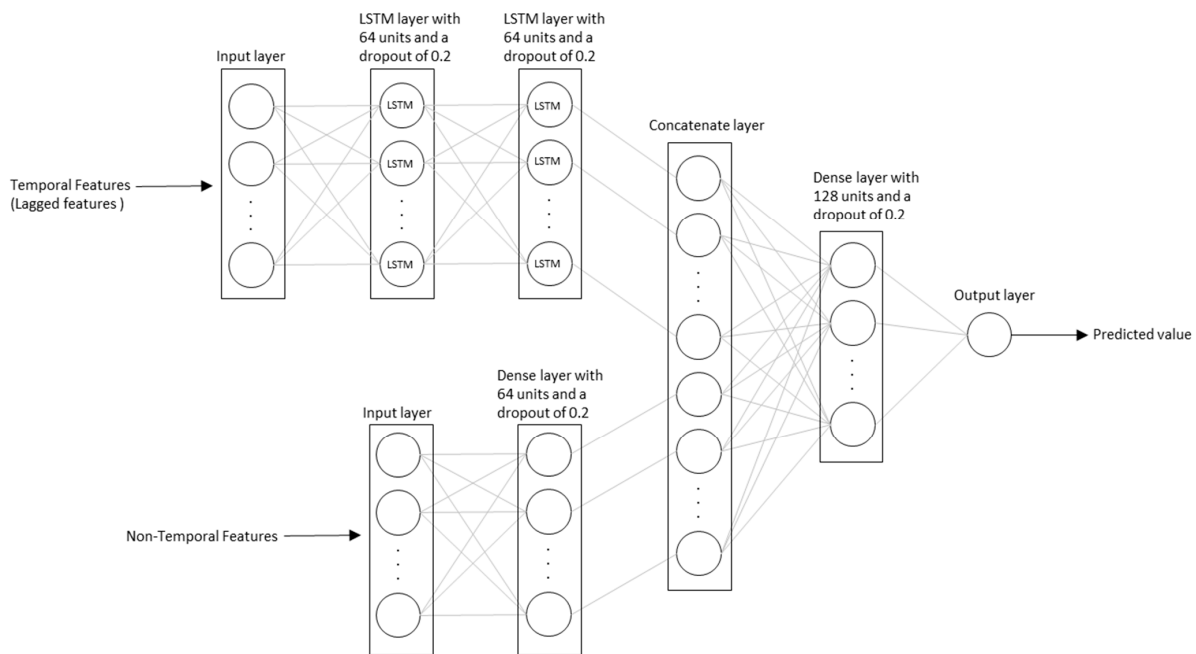 LSTM layer with
64 units and a
dropout of 0.2
LSTM layer with
64 units and a
dropout of 0.2
Input layer
LSTM
LSTM
LSTM
LSTM
LSTM
LSTM
Temporal Features
(Lagged features )
Concatenate layer
Dense layer with
128 units and a
dropout of 0.2
Output layer
Predicted value
Dense layer with
64 units and a
dropout of 0.2
Input layer
Non-Temporal Features